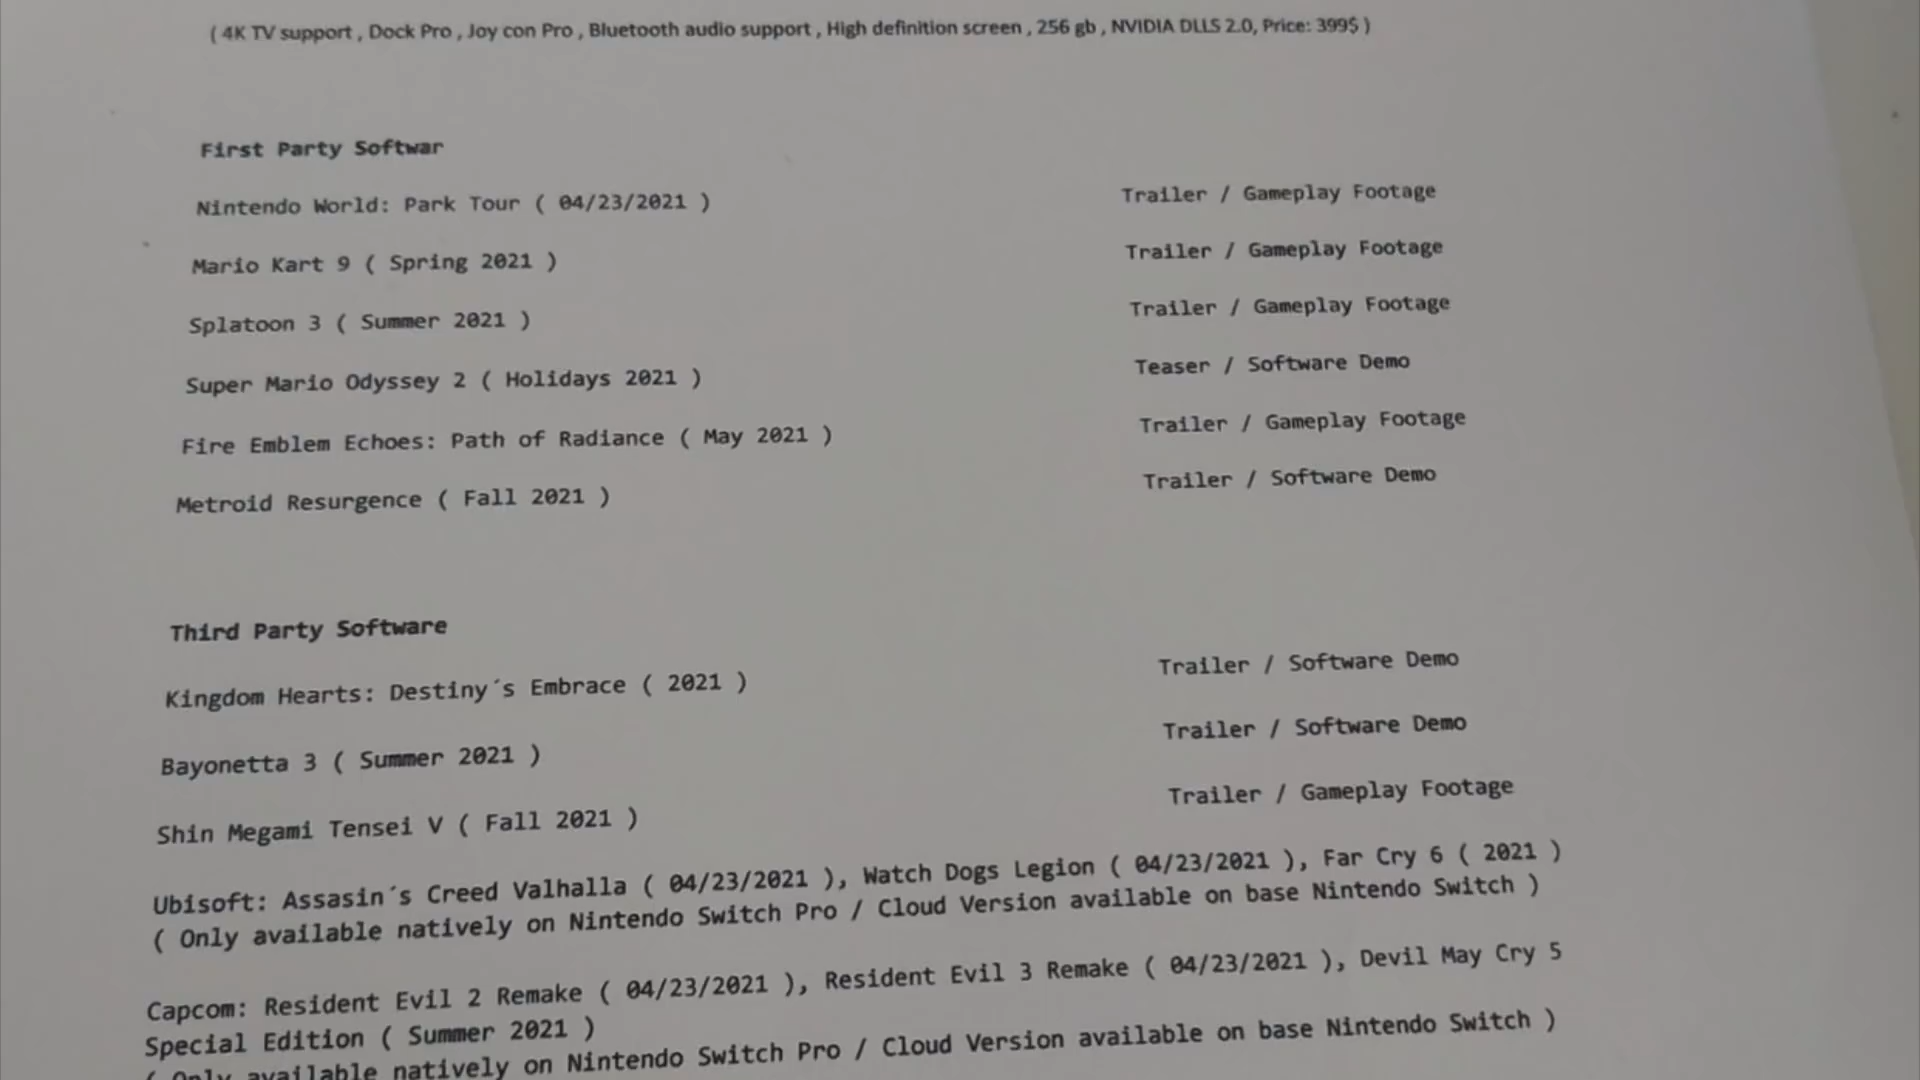 ( 4K TV support , Dock Pro , Joy con Pro , Bluetooth audio support , High definition screen , 256 gb , NVIDIA DLLS 2.0, Price: 399$ )
First Party Softwar
Nintendo World: Park Tour ( 04/23/2021 ) Trailer / Gameplay Footage
Mario Kart 9 ( Spring 2021 ) Trailer / Gameplay Footage
Splatoon 3 ( Summer 2021 ) Trailer / Gameplay Footage
Super Mario Odyssey 2 ( Holidays 2021 ) Teaser / Software Demo
Fire Emblem Echoes: Path of Radiance ( May 2021 ) Trailer / Gameplay Footage
Metroid Resurgence ( Fall 2021 ) Trailer / Software Demo
Third Party Software
Kingdom Hearts: Destiny´s Embrace ( 2021 ) Trailer / Software Demo
Bayonetta 3 ( Summer 2021 ) Trailer / Software Demo
Shin Megami Tensei V ( Fall 2021 ) Trailer / Gameplay Footage
Ubisoft: Assasin´s Creed Valhalla ( 04/23/2021 ), Watch Dogs Legion ( 04/23/2021 ), Far Cry 6 ( 2021 )
( Only available natively on Nintendo Switch Pro / Cloud Version available on base Nintendo Switch )
Capcom: Resident Evil 2 Remake ( 04/23/2021 ), Resident Evil 3 Remake ( 04/23/2021 ), Devil May Cry 5
Special Edition ( Summer 2021 )
( Only available natively on Nintendo Switch Pro / Cloud Version available on base Nintendo Switch )